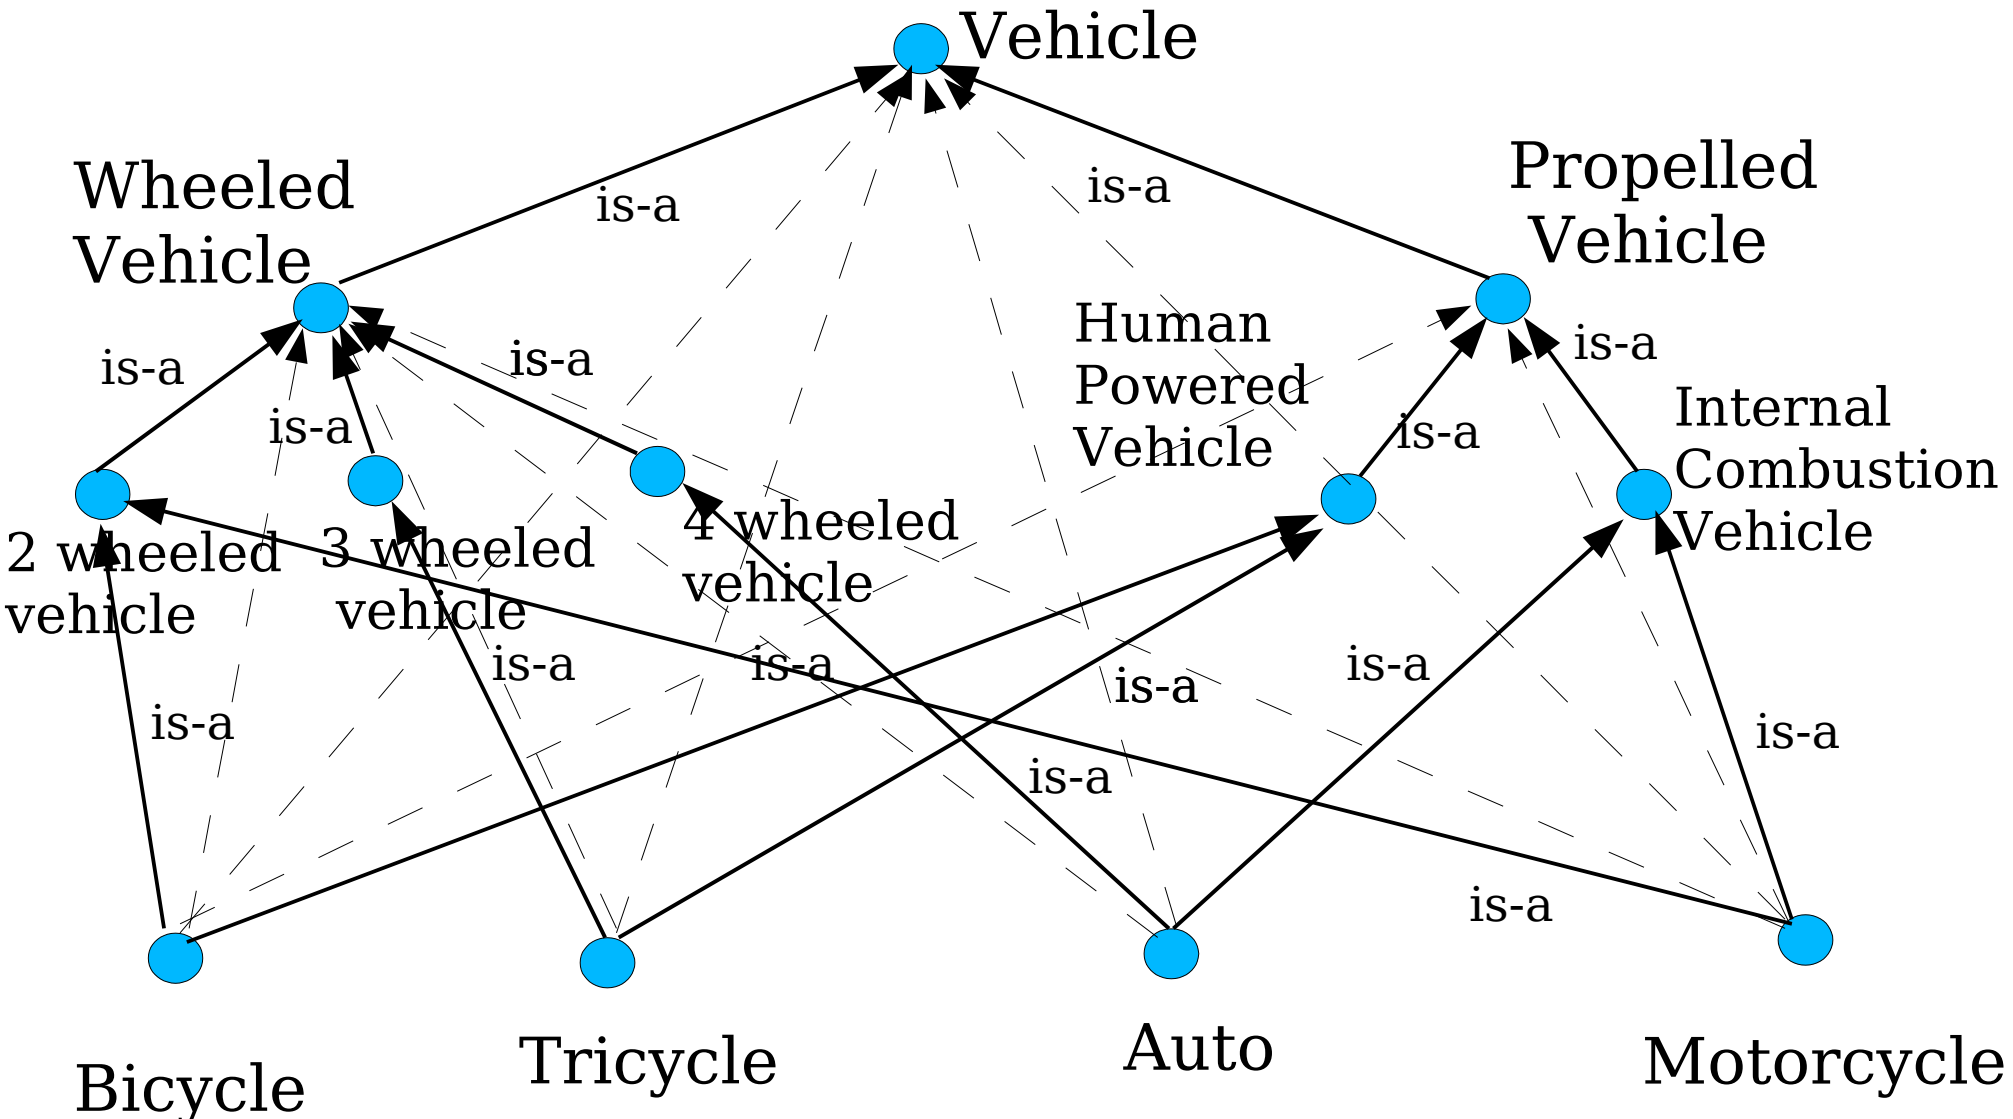 Vehicle
Wheeled
Vehicle
is-a
is-a
Propelled
Vehicle
Human
Powered
Vehicle
is-a
is-a
is-a
is-a
is-a
Internal
Combustion
Vehicle
2 wheeled
vehicle
3 wheeled
vehicle
4 wheeled
vehicle
is-a
is-a
is-a
is-a
is-a
is-a
is-a
is-a
Bicycle
Tricycle
Auto
Motorcycle